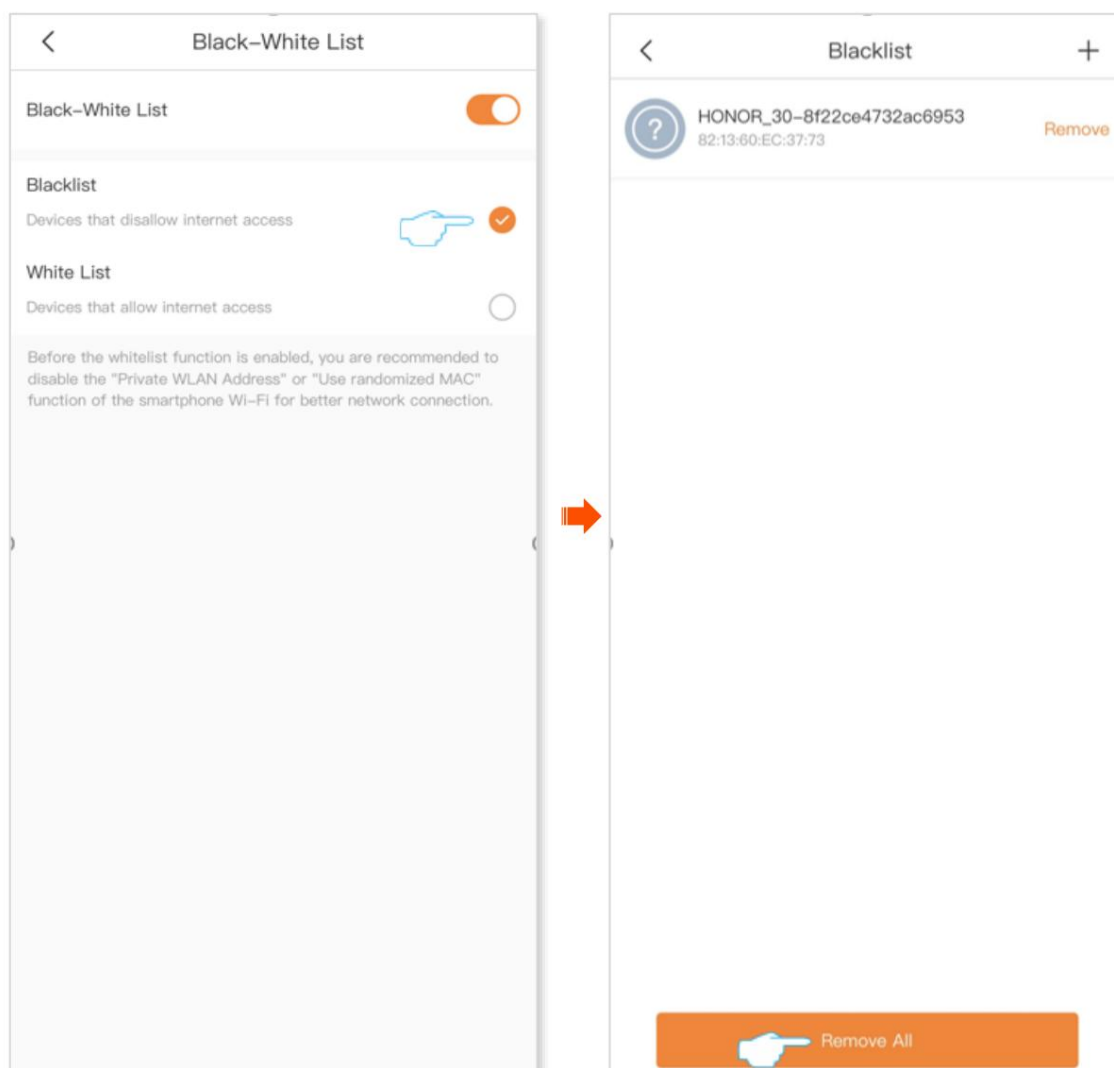 Black–White List
Black–White List
Blacklist
Devices that disallow internet access
White List
Devices that allow internet access
Before the whitelist function is enabled, you are recommended to
disable the "Private WLAN Address" or "Use randomized MAC"
function of the smartphone Wi–Fi for better network connection.
Blacklist
HONOR_30–8f22ce4732ac6953
82:13:60:EC:37:73
Remove
Remove All